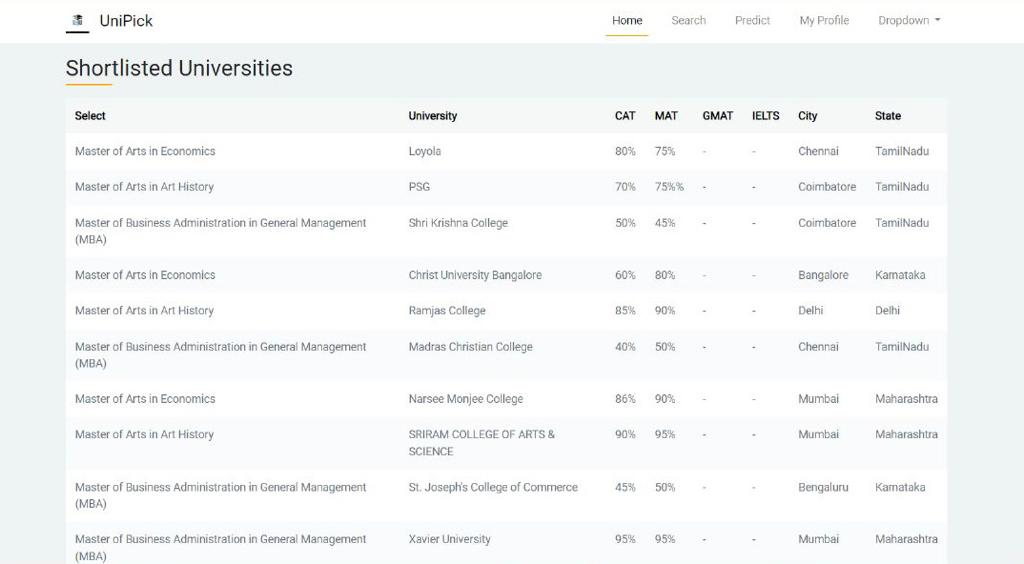 UniPick Home Search Predict My Profile Dropdown
Shortlisted Universities
Select University CAT MAT GMAT IELTS City State
Master of Arts in Economics Loyola 80% 75% - - Chennai TamilNadu
Master of Arts in Art History PSG 70% 75%% - - Coimbatore TamilNadu
Master of Business Administration in General Management Shri Krishna College 50% 45% - - Coimbatore TamilNadu
(MBA)
Master of Arts in Economics Christ University Bangalore 60% 80% - - Bangalore Karnataka
Master of Arts in Art History Ramjas College 85% 90% - - Delhi Delhi
Master of Business Administration in General Management Madras Christian College 40% 50% - - Chennai TamilNadu
(MBA)
Master of Arts in Economics Narsee Monjee College 86% 90% - - Mumbai Maharashtra
Master of Arts in Art History SRIRAM COLLEGE OF ARTS & 90% 95% - - Mumbai Maharashtra
SCIENCE
Master of Business Administration in General Management St. Joseph's College of Commerce 45% 50% - - Bengaluru Karnataka
(MBA)
Master of Business Administration in General Management Xavier University 95% 95% - - Mumbai Maharashtra
(MBA)